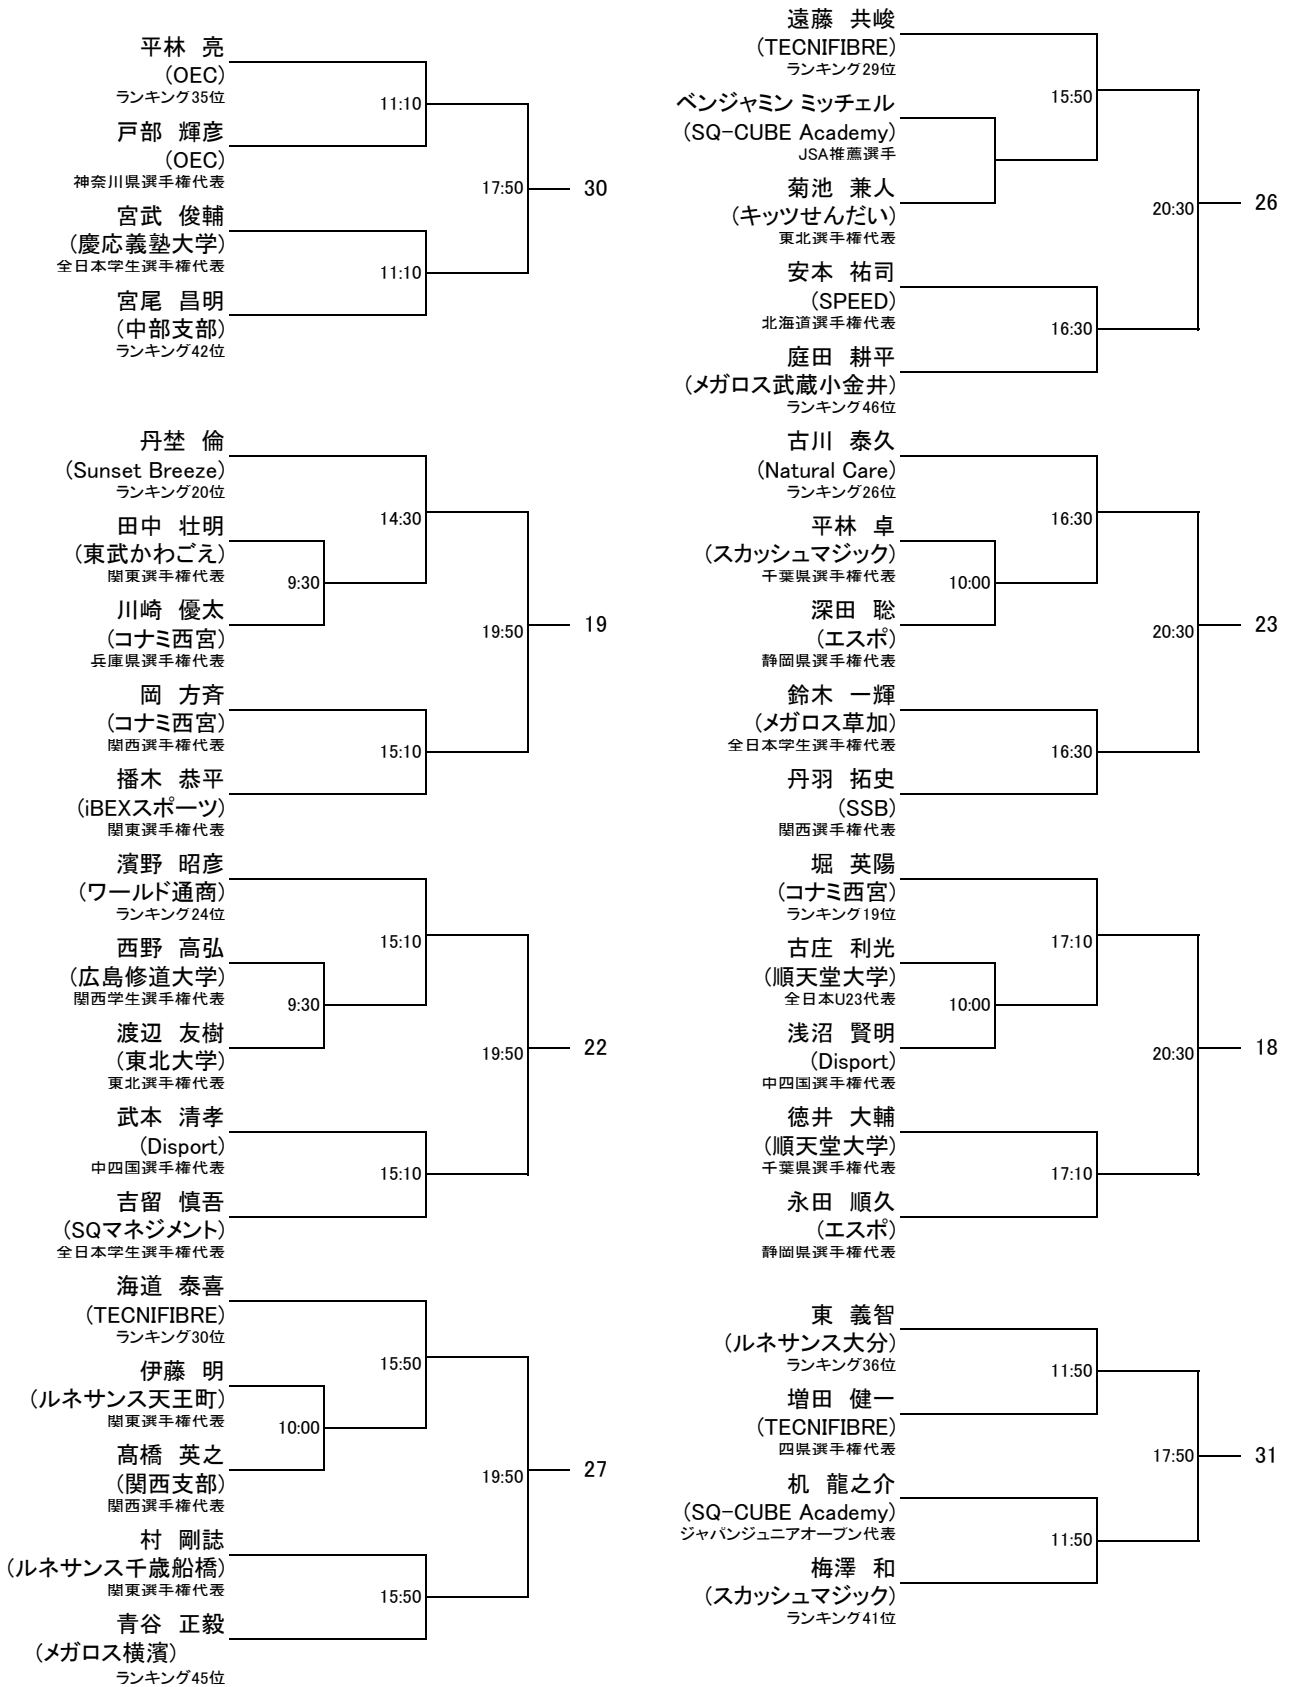 平林 亮
(OEC)
ランキング35位
11:10
戸部 輝彦
(OEC)
神奈川県選手権代表
17:50
30
宮武 俊輔
(慶応義塾大学)
全日本学生選手権代表
11:10
宮尾 昌明
(中部支部)
ランキング42位
丹埜 倫
(Sunset Breeze)
ランキング20位
14:30
田中 壮明
(東武かわごえ)
関東選手権代表
9:30
川崎 優太
(コナミ西宮)
兵庫県選手権代表
19:50
19
岡 方斉
(コナミ西宮)
関西選手権代表
15:10
播木 恭平
(iBEXスポーツ)
関東選手権代表
濱野 昭彦
(ワールド通商)
ランキング24位
15:10
西野 高弘
(広島修道大学)
関西学生選手権代表
9:30
渡辺 友樹
(東北大学)
東北選手権代表
19:50
22
武本 清孝
(Disport)
中四国選手権代表
15:10
吉留 慎吾
(SQマネジメント)
全日本学生選手権代表
海道 泰喜
(TECNIFIBRE)
ランキング30位
15:50
伊藤 明
(ルネサンス天王町)
関東選手権代表
10:00
髙橋 英之
(関西支部)
関西選手権代表
19:50
27
村 剛誌
(ルネサンス千歳船橋)
関東選手権代表
15:50
青谷 正毅
(メガロス横濱)
ランキング45位
遠藤 共峻
(TECNIFIBRE)
ランキング29位
15:50
ベンジャミン ミッチェル
(SQ-CUBE Academy)
JSA推薦選手
菊池 兼人
(キッツせんだい)
東北選手権代表
20:30
26
安本 祐司
(SPEED)
北海道選手権代表
16:30
庭田 耕平
(メガロス武蔵小金井)
ランキング46位
古川 泰久
(Natural Care)
ランキング26位
16:30
平林 卓
(スカッシュマジック)
千葉県選手権代表
10:00
深田 聡
(エスポ)
静岡県選手権代表
20:30
23
鈴木 一輝
(メガロス草加)
全日本学生選手権代表
16:30
丹羽 拓史
(SSB)
関西選手権代表
堀 英陽
(コナミ西宮)
ランキング19位
17:10
古庄 利光
(順天堂大学)
全日本U23代表
10:00
浅沼 賢明
(Disport)
中四国選手権代表
20:30
18
徳井 大輔
(順天堂大学)
千葉県選手権代表
17:10
永田 順久
(エスポ)
静岡県選手権代表
東 義智
(ルネサンス大分)
ランキング36位
11:50
増田 健一
(TECNIFIBRE)
四県選手権代表
17:50
31
机 龍之介
(SQ-CUBE Academy)
ジャパンジュニアオープン代表
11:50
梅澤 和
(スカッシュマジック)
ランキング41位